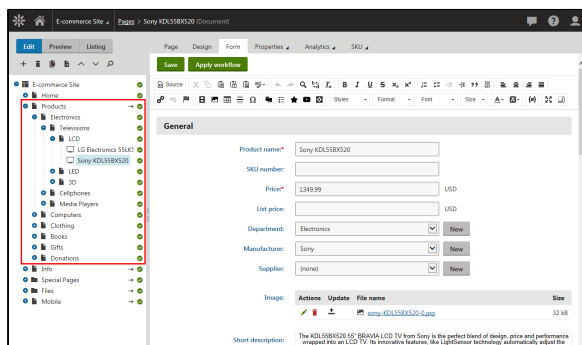 E-commerce Site
Pages > Sony KDL55BX520 (Document)
Edit Preview Listing
Page Design Form Properties Analytics SKU
Save Apply workflow
Source
Styles Format Font Size
E-commerce Site
Home
Products
Electronics
Televisions
LCD
LG Electronics 55LK5
Sony KDL55BX520
LED
3D
Cellphones
Media Players
Computers
Clothing
Books
Gifts
Donations
Info
Special Pages
Files
Mobile
General
Product name:* Sony KDL55BX520
SKU number:
Price:* 1349.99 USD
List price: USD
Department: Electronics New
Manufacturer: Sony New
Supplier: (none) New
Image: Actions Update File name Size
sony-KDL55BX520-0.jpg 32 kB
Short description: The KDL55BX520 55" BRAVIA LCD TV from Sony is the perfect blend of design, price and performance
wrapped into an LCD TV. Its innovative features, like LightSensor technology automatically adjust the